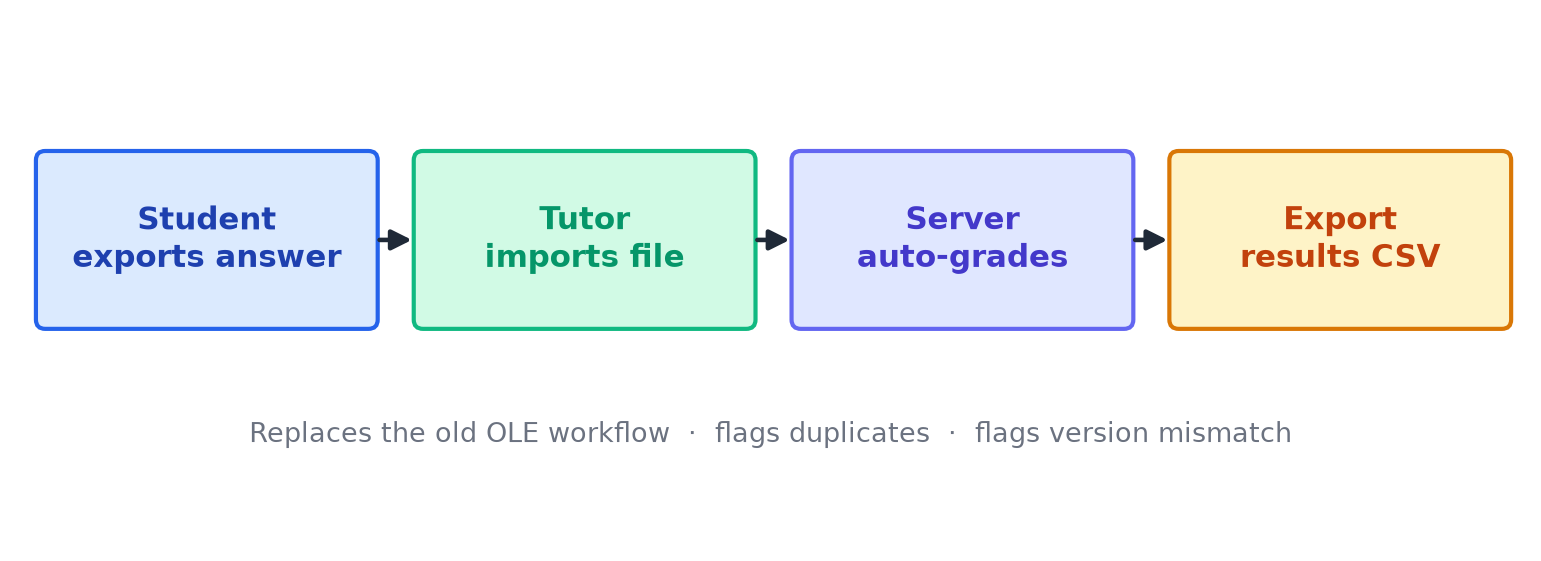 Student
exports answer
Tutor
imports file
Server
auto-grades
Export
results CSV
Replaces the old OLE workflow · flags duplicates · flags version mismatch